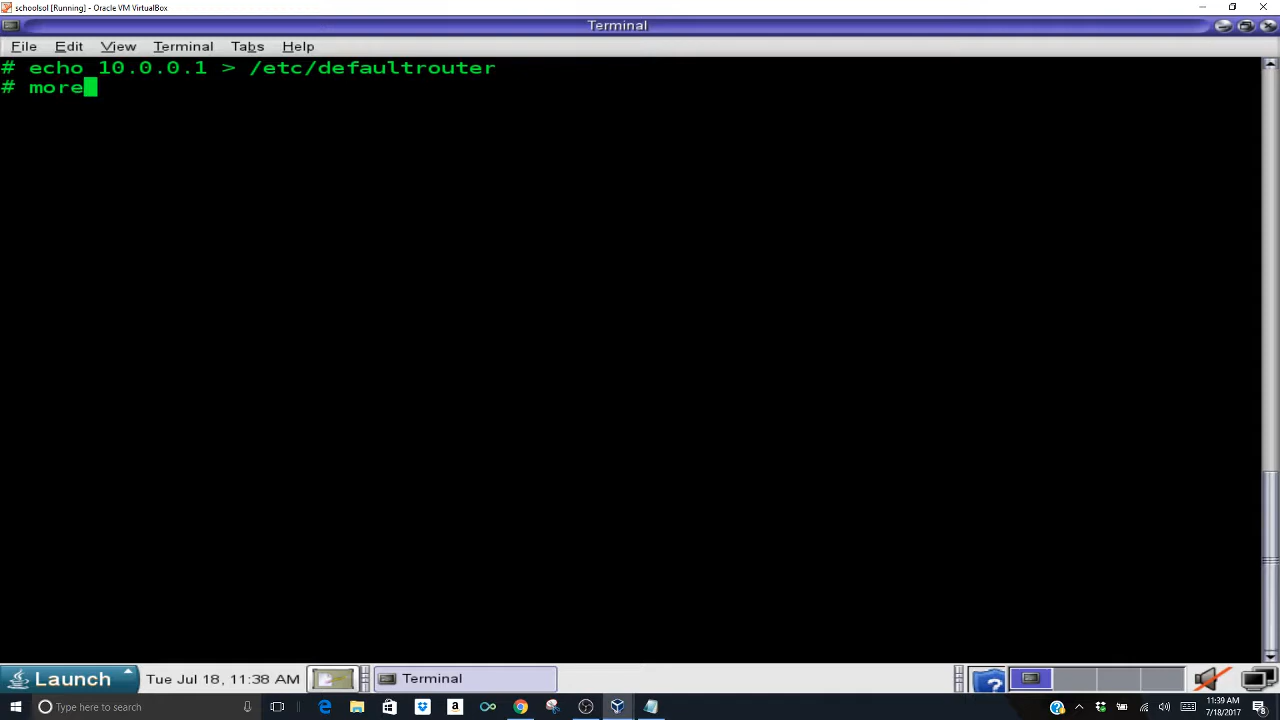 schoolsol [Running] - Oracle VM VirtualBox
Terminal
File Edit View Terminal Tabs Help
# echo 10.0.0.1 > /etc/defaultrouter
# more
Launch Tue Jul 18, 11:38 AM Terminal
Type here to search
11:39 AM
7/18/2017